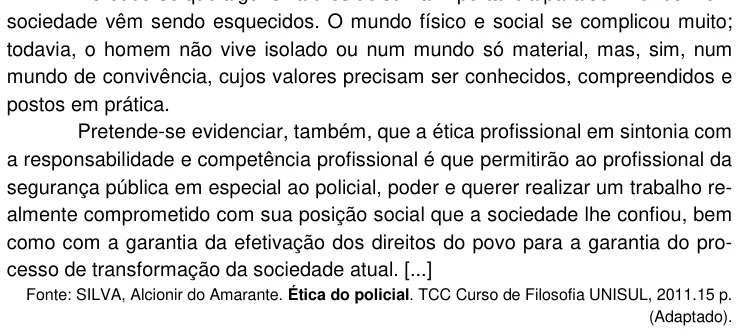 sociedade vêm sendo esquecidos. O mundo físico e social se complicou muito;
todavia, o homem não vive isolado ou num mundo só material, mas, sim, num
mundo de convivência, cujos valores precisam ser conhecidos, compreendidos e
postos em prática.
Pretende-se evidenciar, também, que a ética profissional em sintonia com
a responsabilidade e competência profissional é que permitirão ao profissional da
segurança pública em especial ao policial, poder e querer realizar um trabalho re-
almente comprometido com sua posição social que a sociedade lhe confiou, bem
como com a garantia da efetivação dos direitos do povo para a garantia do pro-
cesso de transformação da sociedade atual. [...]
Fonte: SILVA, Alcionir do Amarante. Ética do policial. TCC Curso de Filosofia UNISUL, 2011.15 p.
(Adaptado).